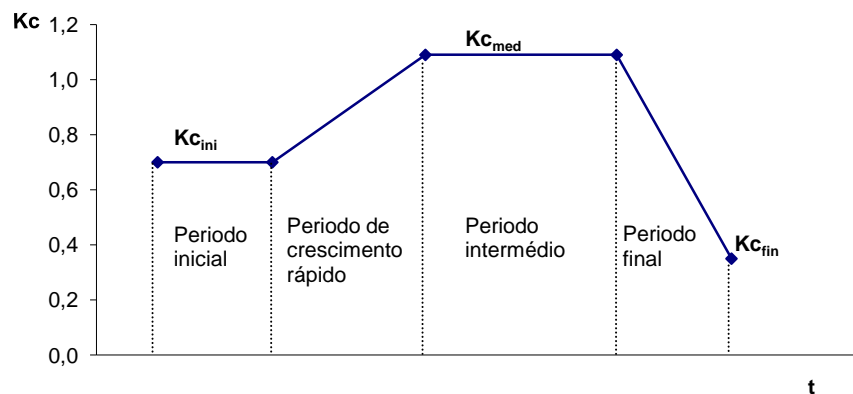 Kc
1,2
1,0
0,8
0,6
0,4
0,2
0,0
Kc_ini
Kc_med
Kc_fin
Periodo
inicial
Periodo de
crescimento
rápido
Periodo
intermédio
Periodo
final
t